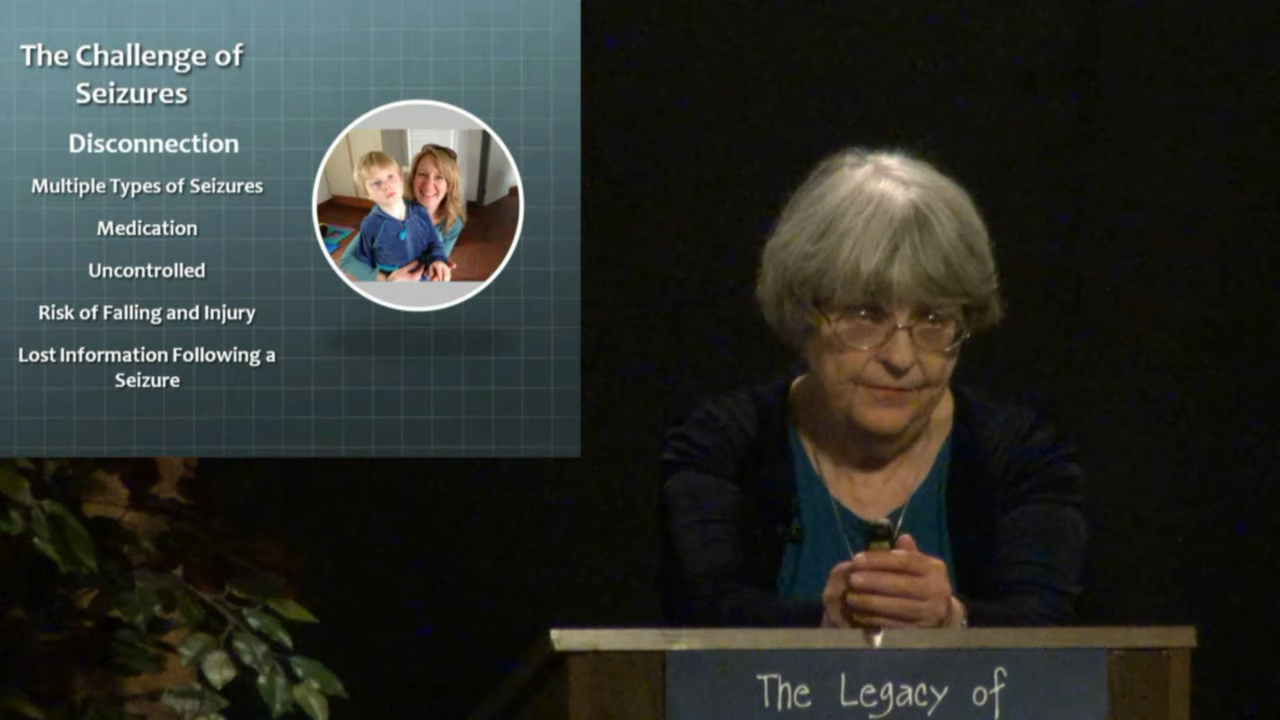 The Challenge of
Seizures
Disconnection
Multiple Types of Seizures
Medication
Uncontrolled
Risk of Falling and Injury
Lost Information Following a
Seizure
The Legacy of